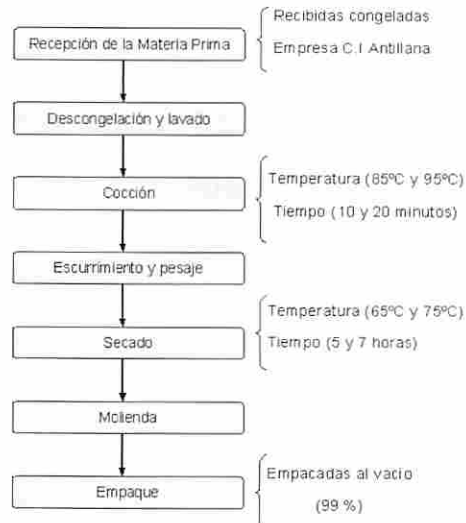 Recibidas congeladas
Recepción de la Materia Prima
Empresa C.I Antillana
Descongelación y lavado
Temperatura (85ºC y 95ºC)
Cocción
Tiempo (10 y 20 minutos)
Escurrimiento y pesaje
Temperatura (65ºC y 75ºC)
Secado
Tiempo (5 y 7 horas)
Molienda
Empacadas al vacio
Empaque
(99 %)